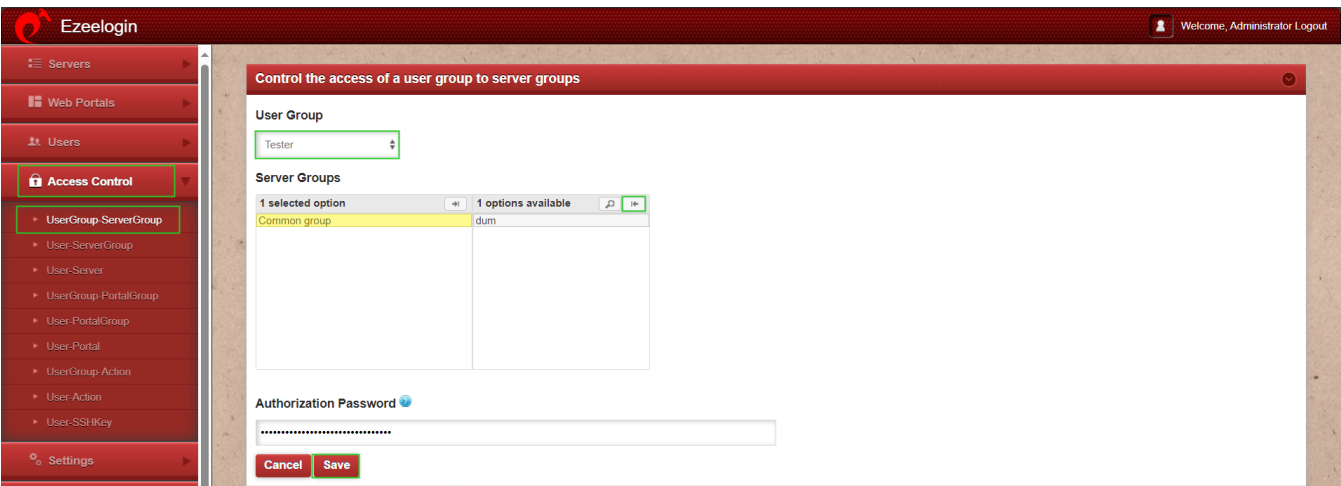 Ezeelogin
Welcome, Administrator Logout
Servers
Web Portals
Users
Access Control
UserGroup-ServerGroup
User-ServerGroup
User-Server
UserGroup-PortalGroup
User-PortalGroup
User-Portal
UserGroup-Action
User-Action
User-SSHKey
Settings
Control the access of a user group to server groups
User Group
Tester
Server Groups
1 selected option
1 options available
Common group
dum
Authorization Password
Cancel
Save